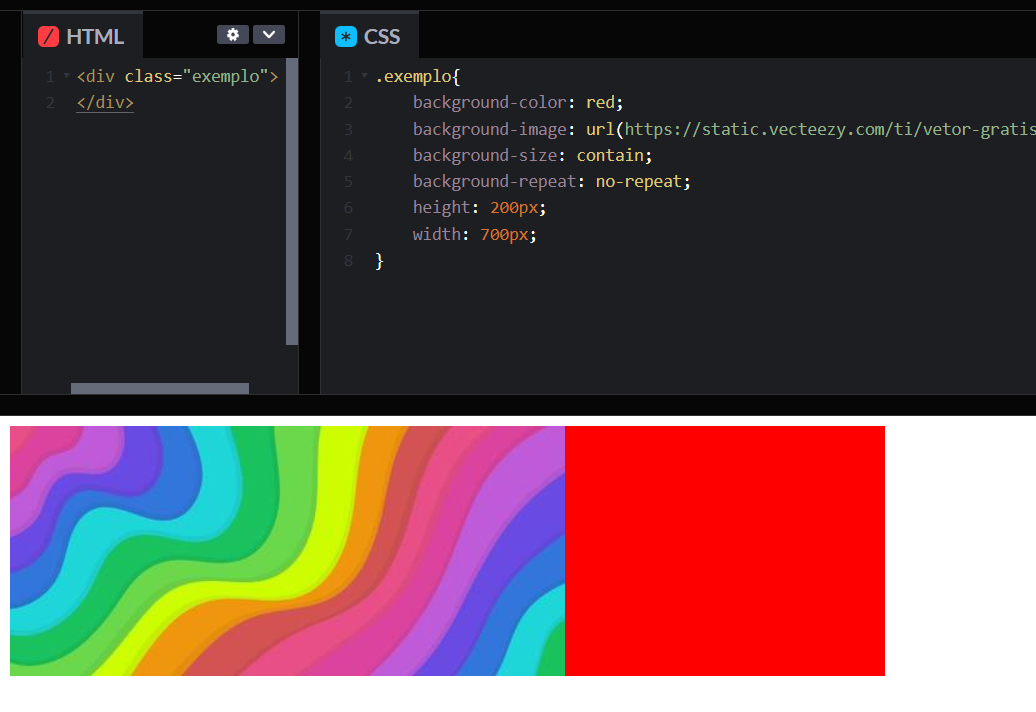 HTML
1 <div class="exemplo">
2 </div>
* CSS
1 .exemplo{
2 background-color: red;
3 background-image: url(https://static.vecteezy.com/ti/vetor-gratis
4 background-size: contain;
5 background-repeat: no-repeat;
6 height: 200px;
7 width: 700px;
8 }